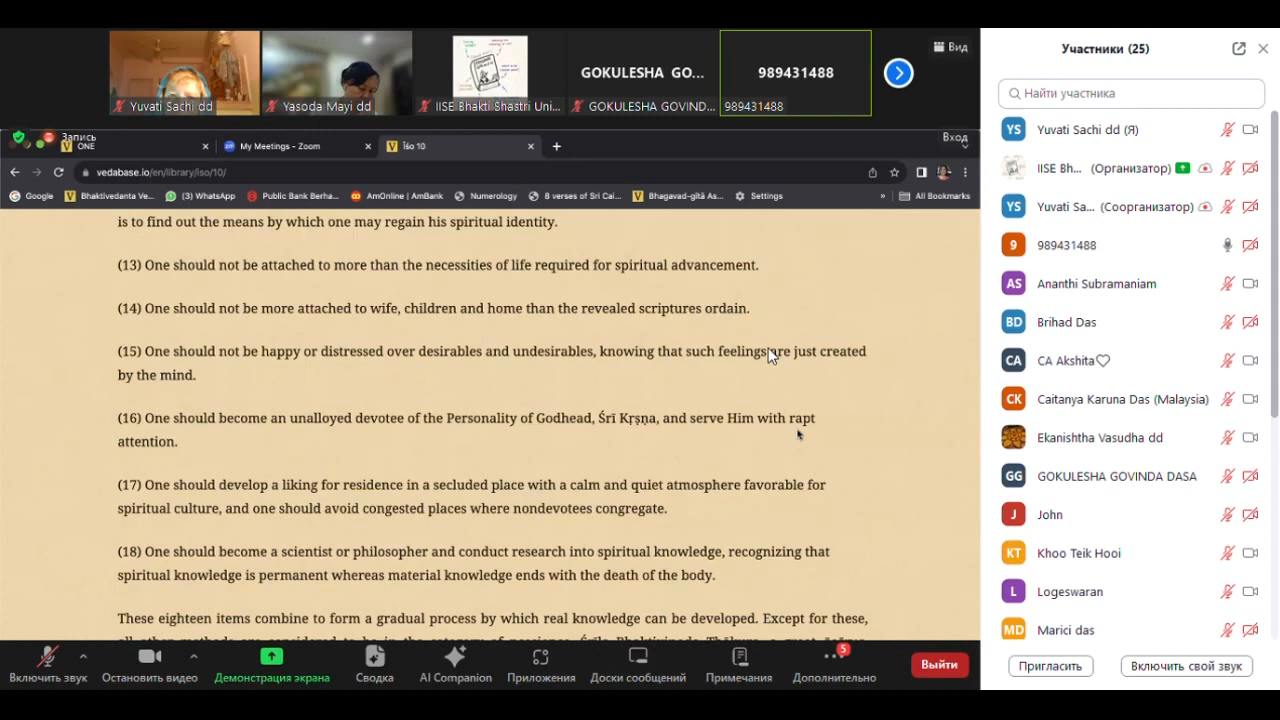 Вид
Участники (25)
Найти участника
GOKULESHA GO...
989431488
Yuvati Sachi dd
Yasoda Mayi dd
IISE Bhakti Shastri Uni...
GOKULESHA GOVIND...
989431488
Запись
Вход
ONE
My Meetings - Zoom
Īśo 10
vedabase.io/en/library/iso/10/
Google
Bhaktivedanta Ve...
(3) WhatsApp
Public Bank Berha...
AmOnline | AmBank
Numerology
8 verses of Sri Cai...
Bhagavad-gītā As...
Settings
»
All Bookmarks
is to find out the means by which one may regain his spiritual identity.
(13) One should not be attached to more than the necessities of life required for spiritual advancement.
(14) One should not be more attached to wife, children and home than the revealed scriptures ordain.
(15) One should not be happy or distressed over desirables and undesirables, knowing that such feelings are just created
by the mind.
(16) One should become an unalloyed devotee of the Personality of Godhead, Śrī Kṛṣṇa, and serve Him with rapt
attention.
(17) One should develop a liking for residence in a secluded place with a calm and quiet atmosphere favorable for
spiritual culture, and one should avoid congested places where nondevotees congregate.
(18) One should become a scientist or philosopher and conduct research into spiritual knowledge, recognizing that
spiritual knowledge is permanent whereas material knowledge ends with the death of the body.
These eighteen items combine to form a gradual process by which real knowledge can be developed. Except for these,
YS Yuvati Sachi dd (Я)
IISE Bh... (Организатор)
YS Yuvati Sa... (Соорганизатор)
9 989431488
AS Ananthi Subramaniam
BD Brihad Das
CA CA Akshita♡
CK Caitanya Karuna Das (Malaysia)
Ekanishtha Vasudha dd
GG GOKULESHA GOVINDA DASA
J John
KT Khoo Teik Hooi
L Logeswaran
MD Marici das
Включить звук
Остановить видео
Демонстрация экрана
Сводка
AI Companion
Приложения
Доски сообщений
Примечания
5
Дополнительно
Выйти
Пригласить
Включить свой звук